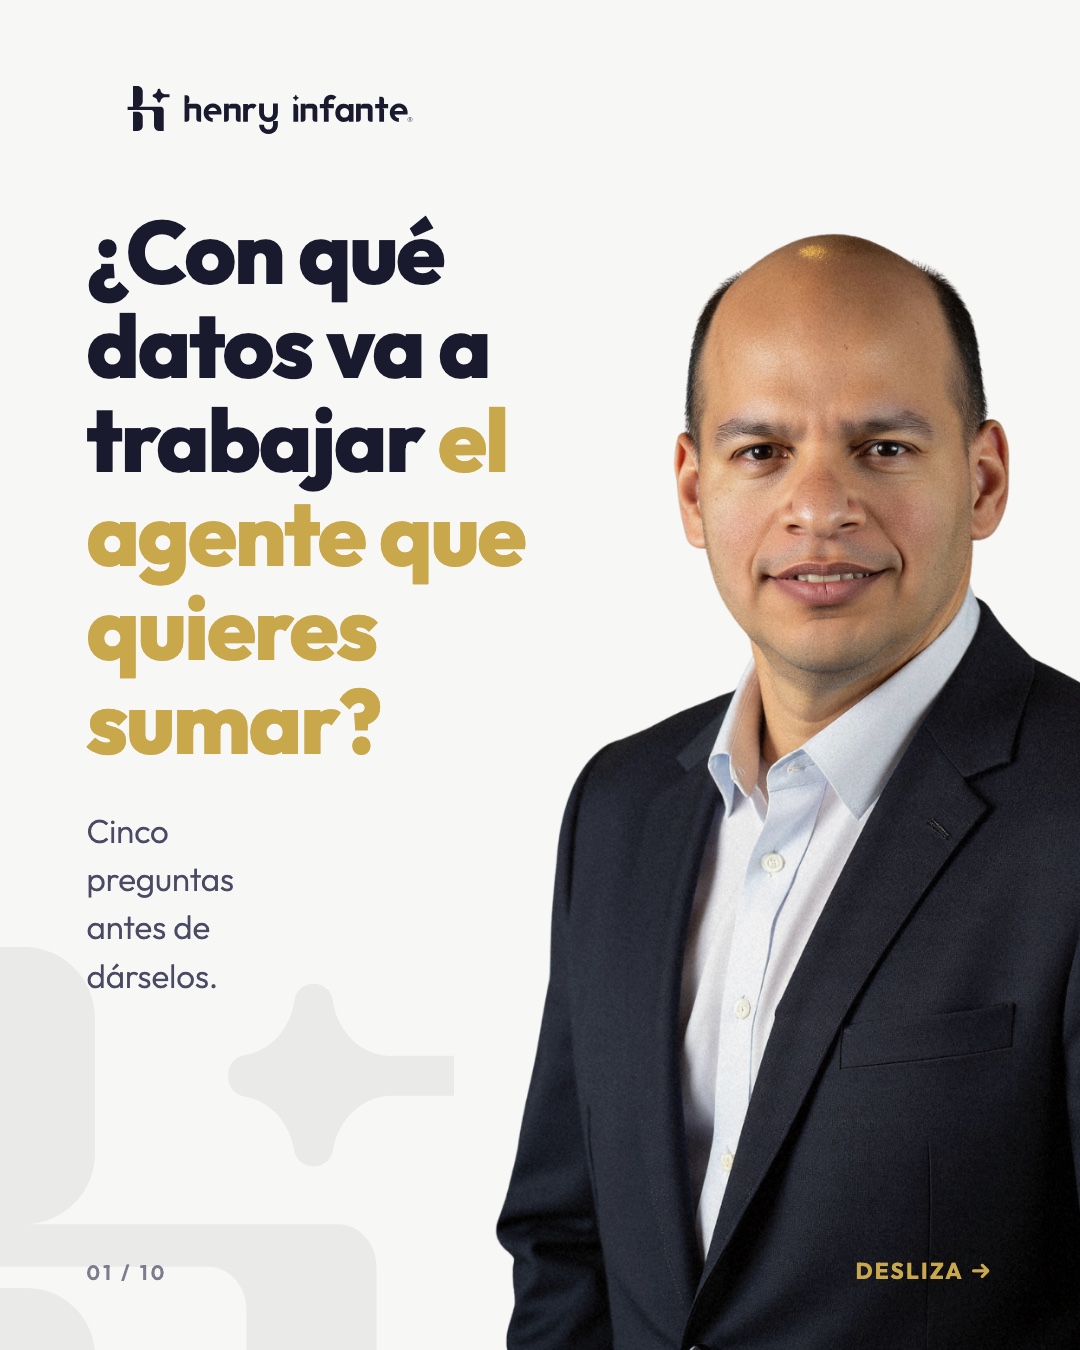 henry infante®
¿Con qué
datos va a
trabajar el
agente que
quieres
sumar?
Cinco
preguntas
antes de
dárselos.
01 / 10
DESLIZA →